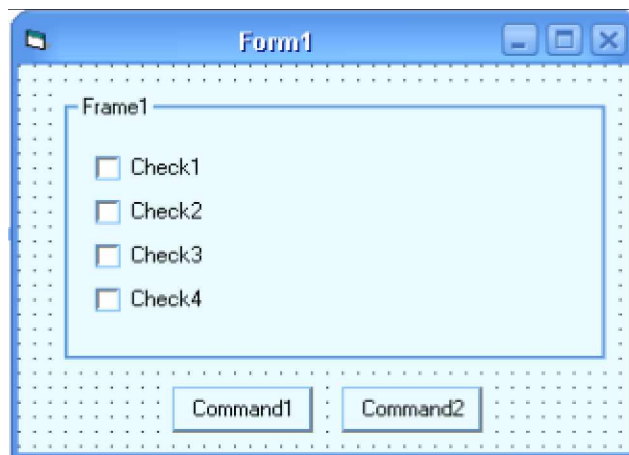 Form1
Frame1
Check1
Check2
Check3
Check4
Command1 Command2